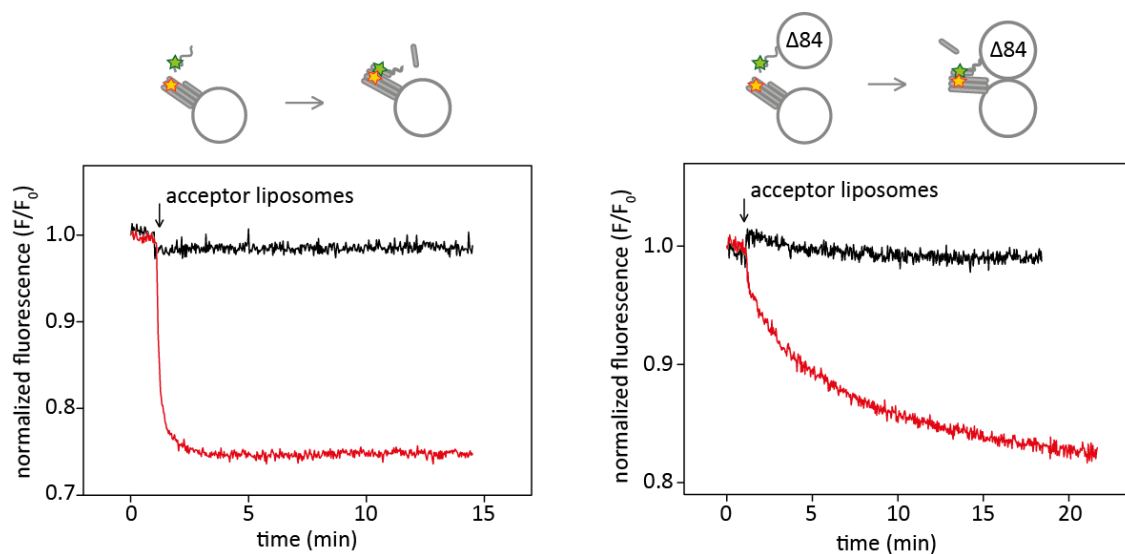 acceptor liposomes
normalized fluorescence (F/F₀)
1.0
0.9
0.8
0.7
0
5
10
15
time (min)
Δ84
Δ84
acceptor liposomes
normalized fluorescence (F/F₀)
1.0
0.9
0.8
0
5
10
15
20
time (min)